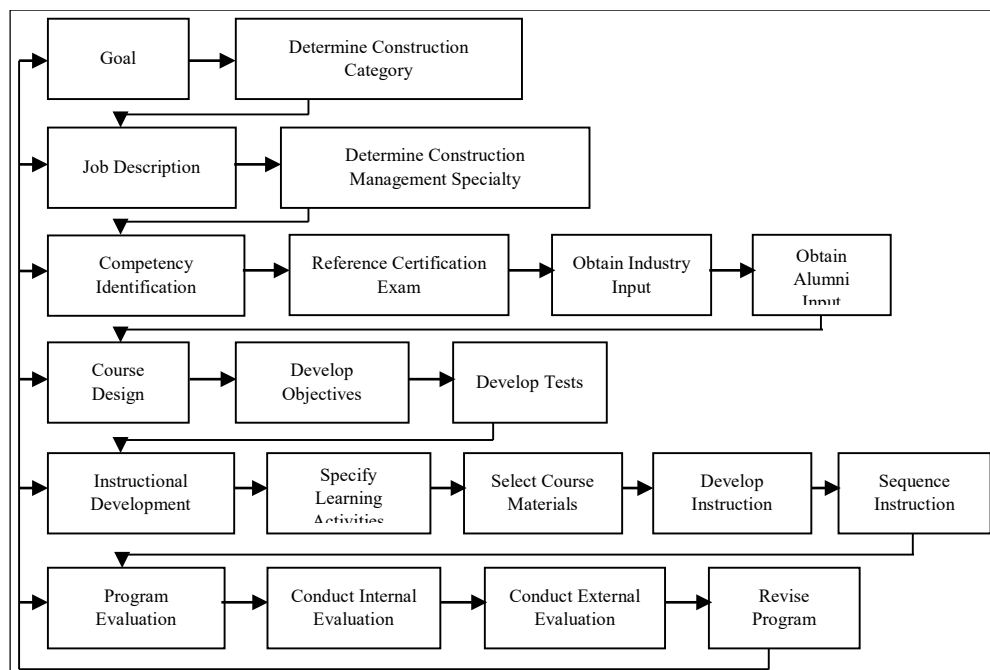 Goal
Determine Construction
Category
Job Description
Determine Construction
Management Specialty
Competency
Identification
Reference Certification
Exam
Obtain Industry
Input
Obtain
Alumni
Input
Course
Design
Develop
Objectives
Develop Tests
Instructional
Development
Specify
Learning
Activities
Select Course
Materials
Develop
Instruction
Sequence
Instruction
Program
Evaluation
Conduct Internal
Evaluation
Conduct External
Evaluation
Revise
Program